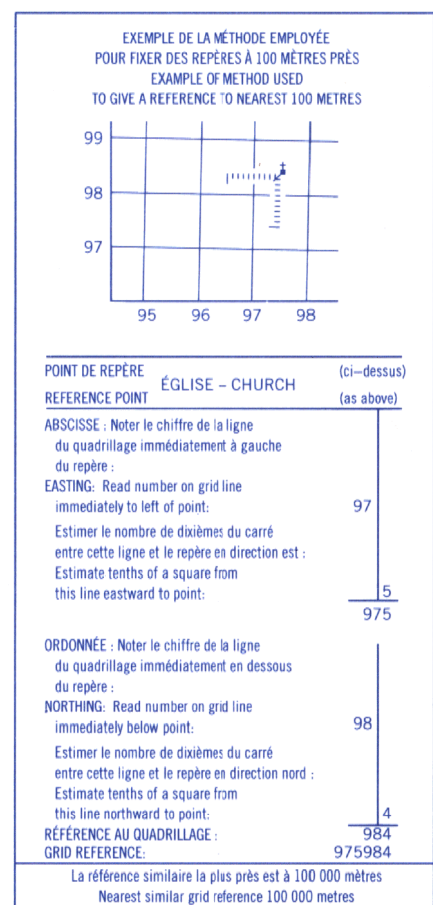 EXEMPLE DE LA MÉTHODE EMPLOYÉE
POUR FIXER DES REPÈRES À 100 MÈTRES PRÈS
EXAMPLE OF METHOD USED
TO GIVE A REFERENCE TO NEAREST 100 METRES
99
98
97
95 96 97 98
POINT DE REPÈRE (ci–dessus)
ÉGLISE – CHURCH
REFERENCE POINT (as above)
ABSCISSE : Noter le chiffre de la ligne
du quadrillage immédiatement à gauche
du repère :
EASTING: Read number on grid line
immediately to left of point: 97
Estimer le nombre de dixièmes du carré
entre cette ligne et le repère en direction est :
Estimate tenths of a square from
this line eastward to point: 5
975
ORDONNÉE : Noter le chiffre de la ligne
du quadrillage immédiatement en dessous
du repère :
NORTHING: Read number on grid line
immediately below point: 98
Estimer le nombre de dixièmes du carré
entre cette ligne et le repère en direction nord :
Estimate tenths of a square from
this line northward to point: 4
RÉFÉRENCE AU QUADRILLAGE : 984
GRID REFERENCE: 975984
La référence similaire la plus près est à 100 000 mètres
Nearest similar grid reference 100 000 metres